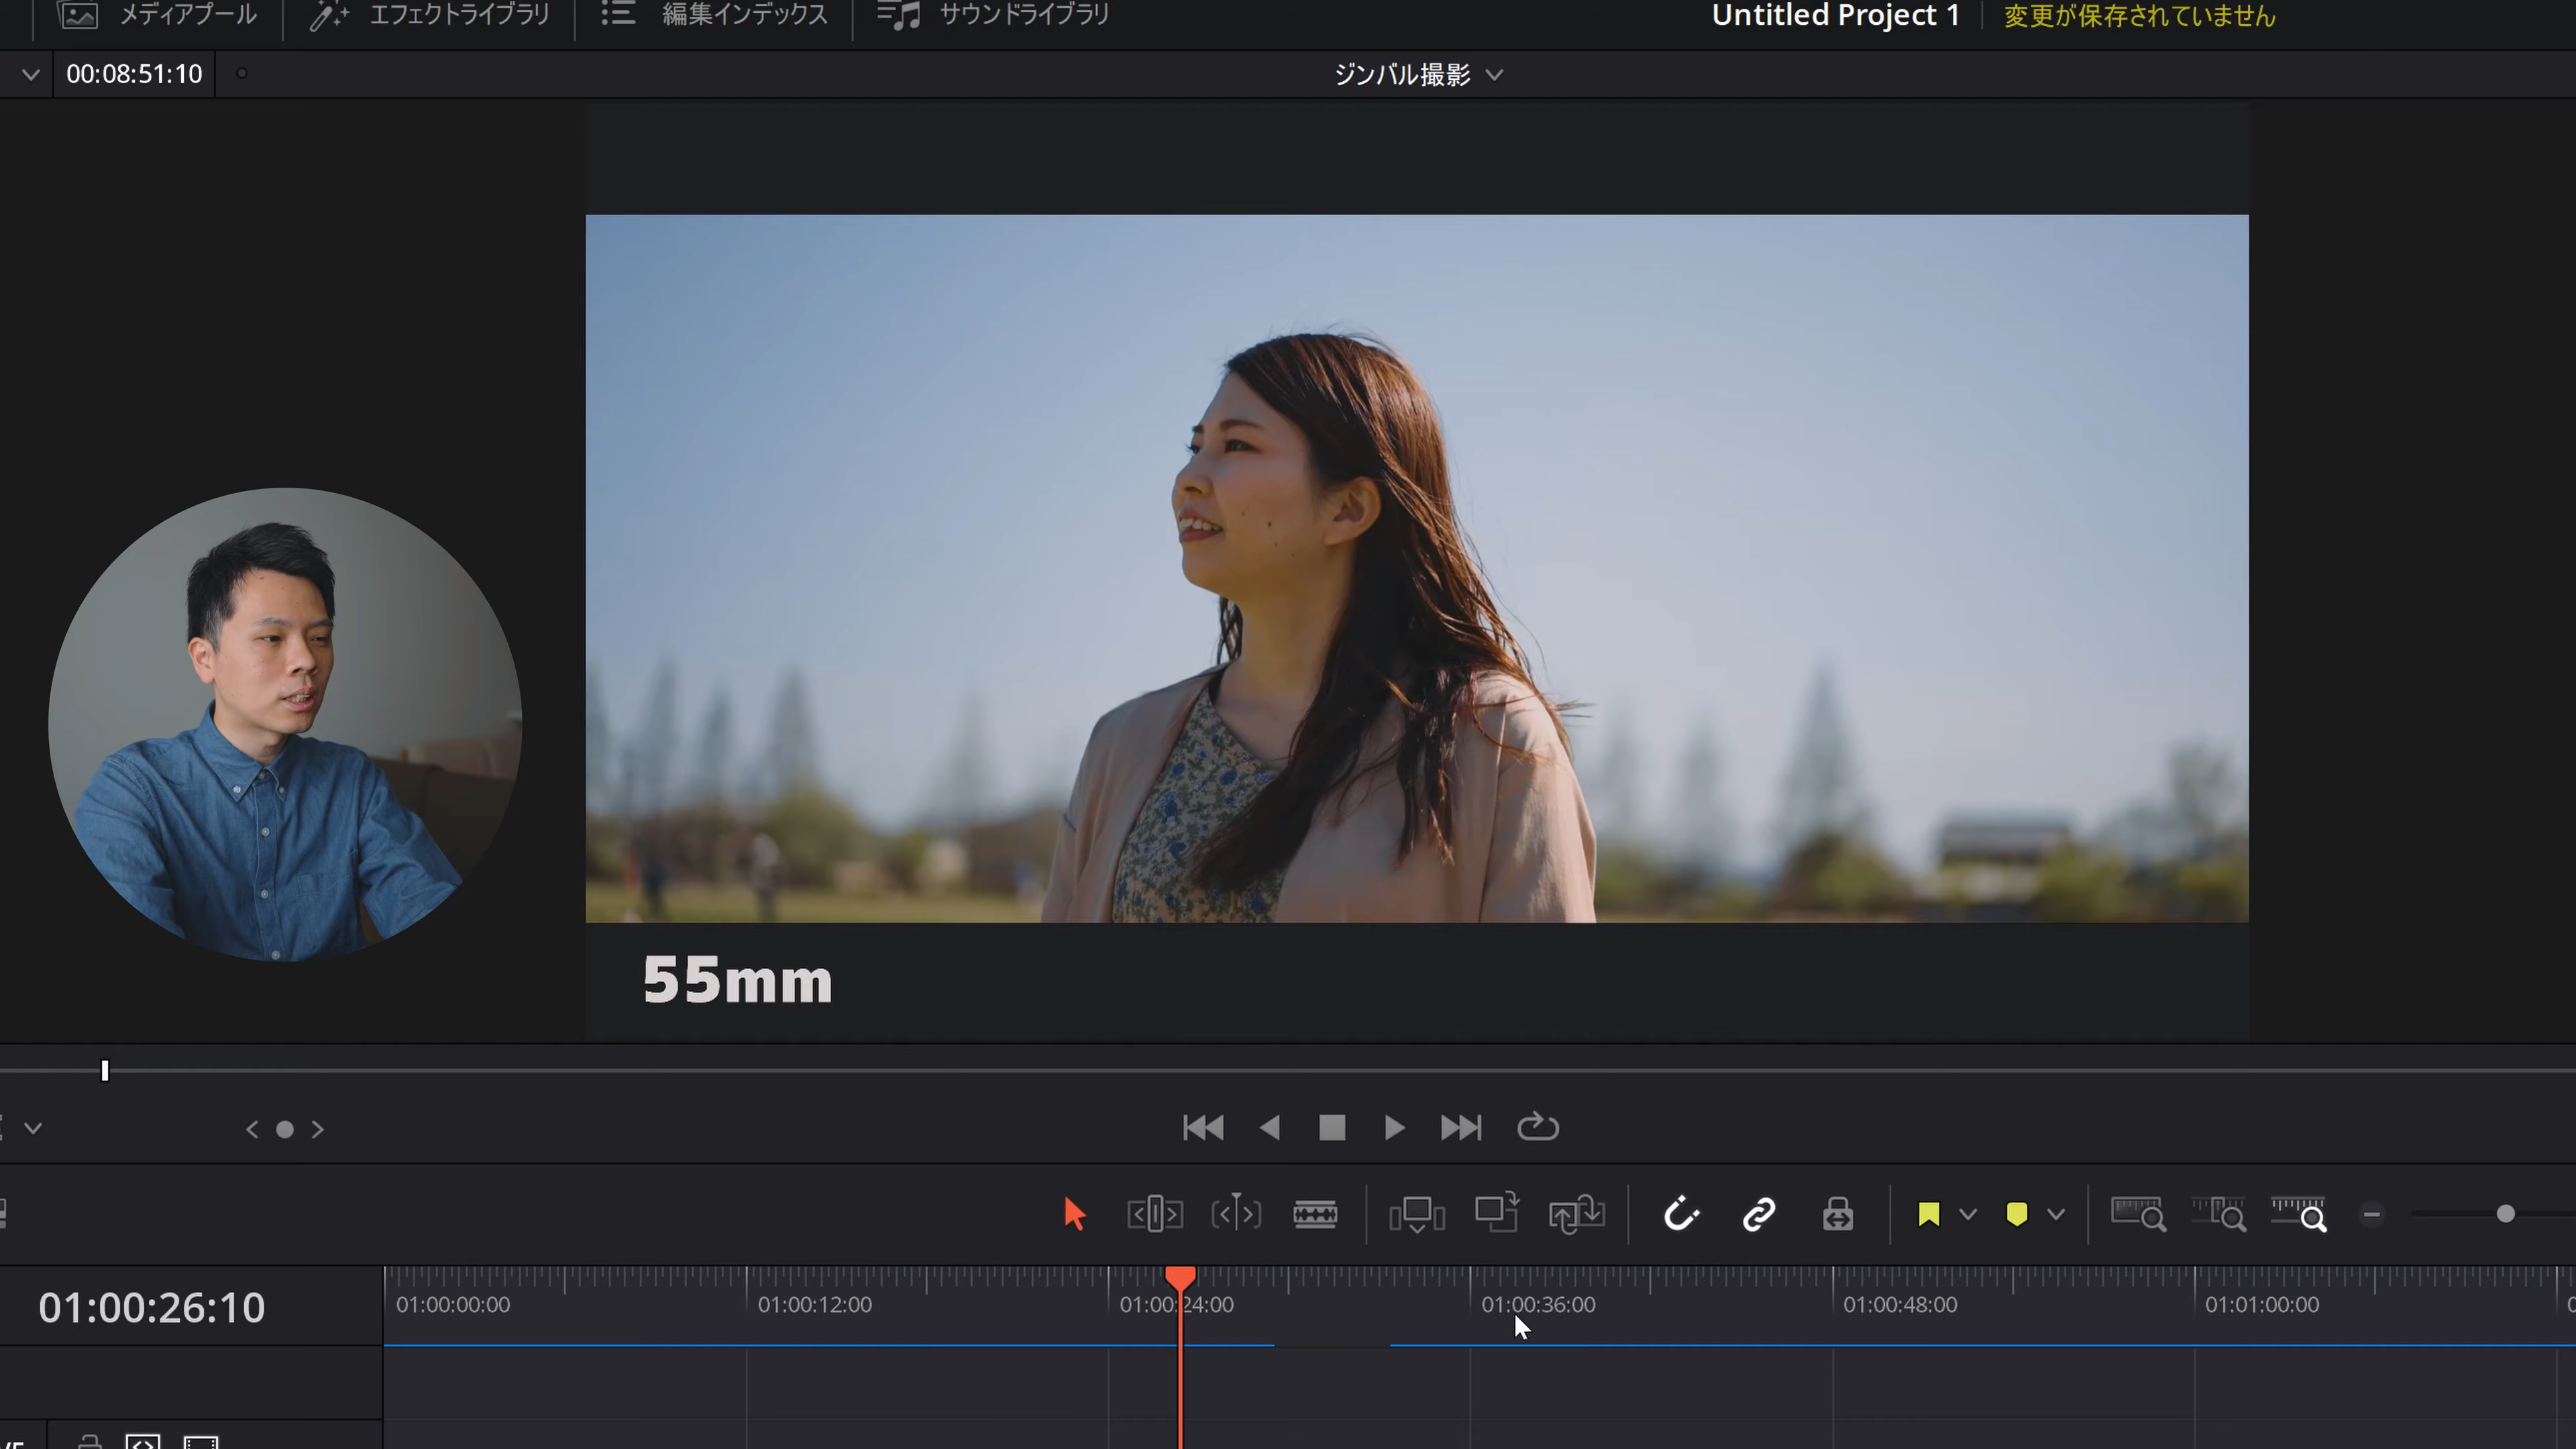 メディアプール エフェクトライブラリ 編集インデックス サウンドライブラリ Untitled Project 1 変更が保存されていません
00:08:51:10 ジンバル撮影
55mm
01:00:26:10 01:00:00:00 01:00:12:00 01:00:24:00 01:00:36:00 01:00:48:00 01:01:00:00